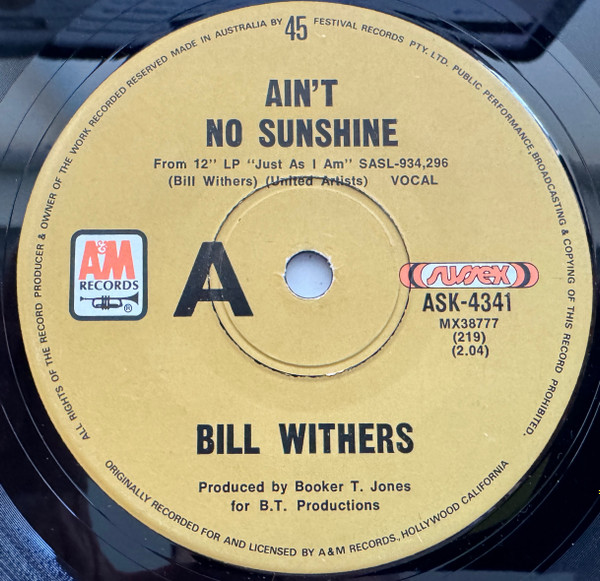 ALL RIGHTS OF THE RECORD PRODUCER & OWNER OF THE WORK RECORDED RESERVED MADE IN AUSTRALIA BY 45 FESTIVAL RECORDS PTY. LTD. PUBLIC PERFORMANCE, BROADCASTING & COPYING OF THIS RECORD PROHIBITED.
AIN'T
NO SUNSHINE
From 12" LP "Just As I Am" SASL-934,296
(Bill Withers) (United Artists) VOCAL
A&M
RECORDS
®
A
sussex
ASK-4341
MX38777
(219)
(2.04)
BILL WITHERS
Produced by Booker T. Jones
for B.T. Productions
ORIGINALLY RECORDED FOR AND LICENSED BY A&M RECORDS., HOLLYWOOD CALIFORNIA